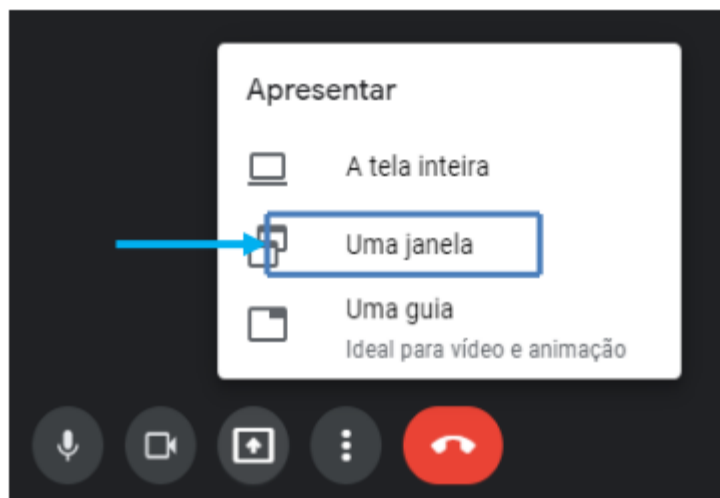 Apresentar
A tela inteira
Uma janela
Uma guia
Ideal para vídeo e animação